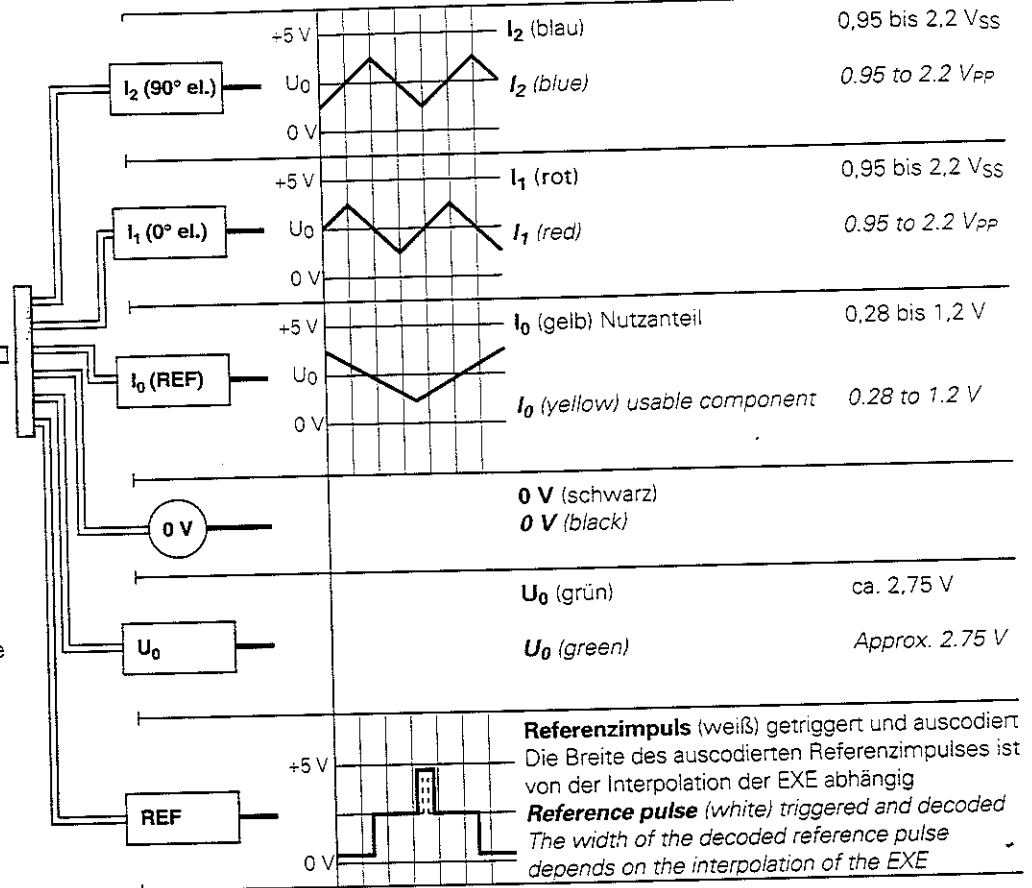 +5 V I₂ (blau) 0,95 bis 2,2 VSS
I₂ (90° el.) U₀ I₂ (blue) 0.95 to 2.2 VPP
0 V
+5 V I₁ (rot) 0,95 bis 2,2 VSS
I₁ (0° el.) U₀ I₁ (red) 0.95 to 2.2 VPP
0 V
+5 V I₀ (gelb) Nutzanteil 0,28 bis 1,2 V
I₀ (REF) U₀
I₀ (yellow) usable component 0.28 to 1.2 V
0 V
0 V (schwarz)
0 V 0 V (black)
U₀ (grün) ca. 2,75 V
e U₀ U₀ (green) Approx. 2.75 V
Referenzimpuls (weiß) getriggert und auscodiert
Die Breite des auscodierten Referenzimpulses ist
+5 V von der Interpolation der EXE abhängig
REF Reference pulse (white) triggered and decoded
The width of the decoded reference pulse
0 V depends on the interpolation of the EXE